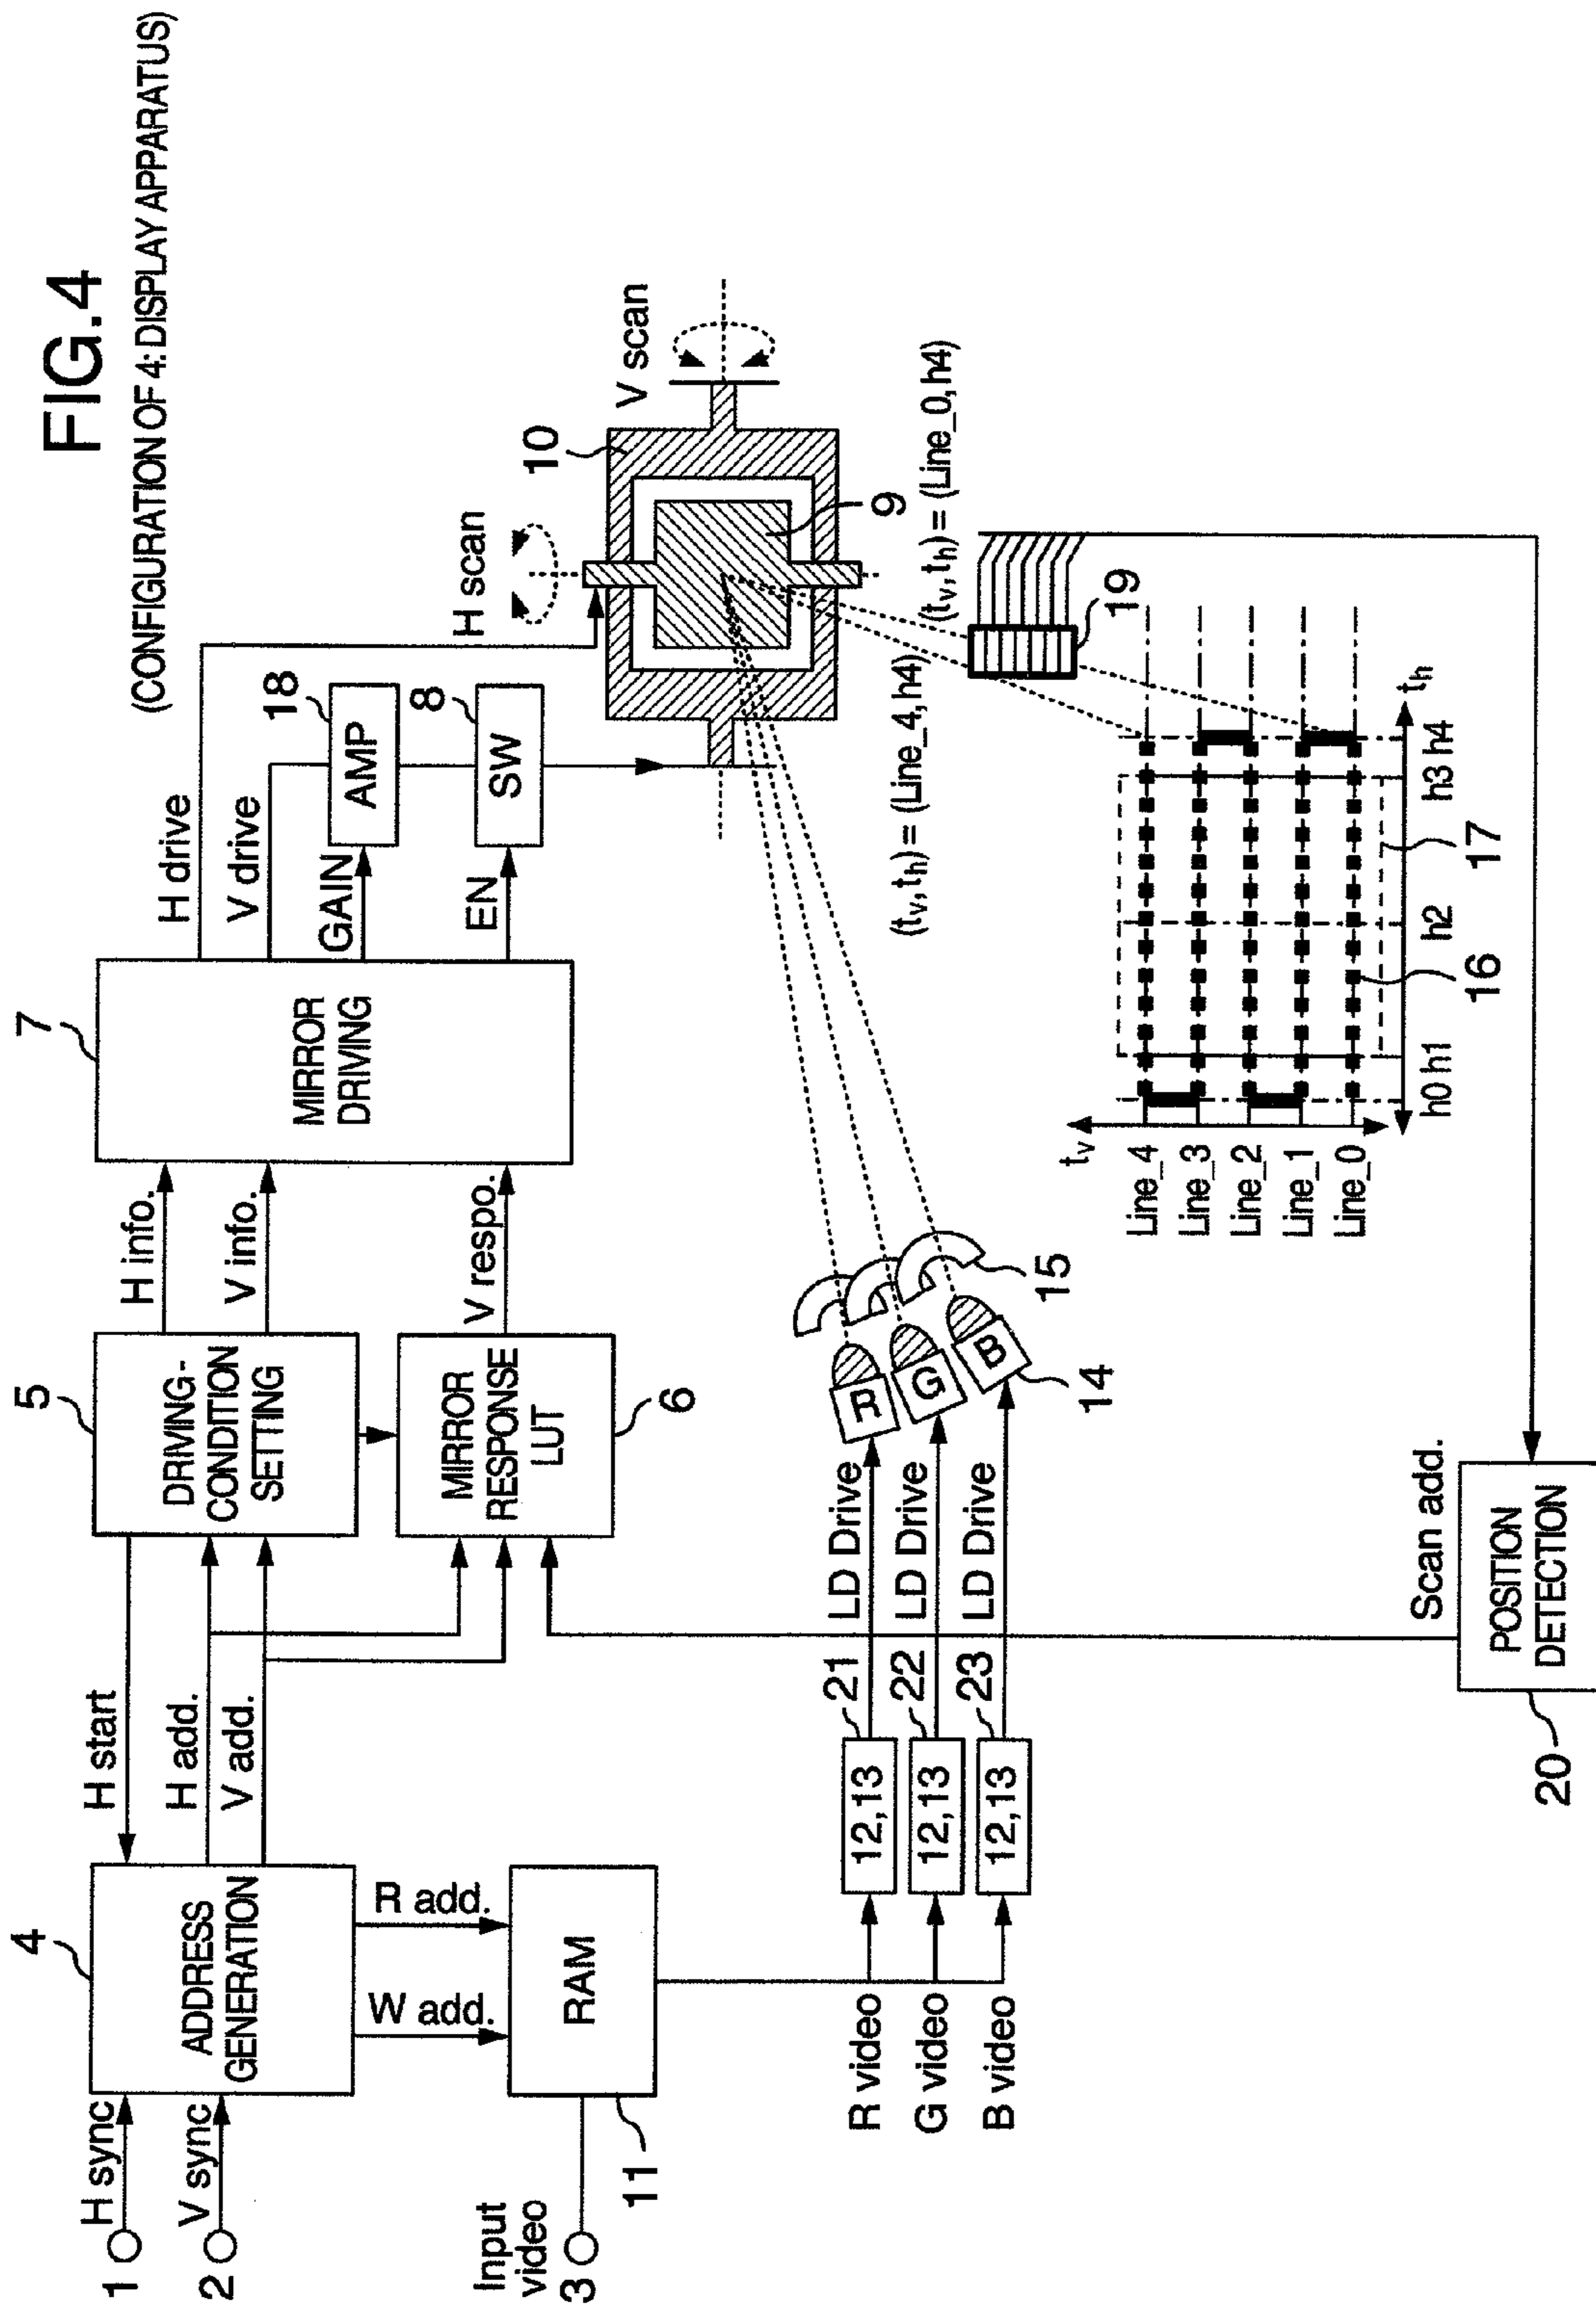 FIG.4
(CONFIGURATION OF 4: DISPLAY APPARATUS)
1
H sync
2
V sync
Input
video
3
4
ADDRESS
GENERATION
H start
H add.
V add.
W add.
R add.
RAM
11
5
DRIVING-
CONDITION
SETTING
MIRROR
RESPONSE
LUT
6
H info.
V info.
V respo.
7
MIRROR
DRIVING
H drive
V drive
GAIN
EN
18
AMP
8
SW
H scan
V scan
10
9
R video
G video
B video
12,13
12,13
12,13
21
22
23
LD Drive
LD Drive
LD Drive
R
G
B
14
15
(tv, th) = (Line_4, h4)
(tv, th) = (Line_0, h4)
19
tv
Line_4
Line_3
Line_2
Line_1
Line_0
h0 h1
h2
h3 h4
th
16
17
Scan add.
POSITION
DETECTION
20